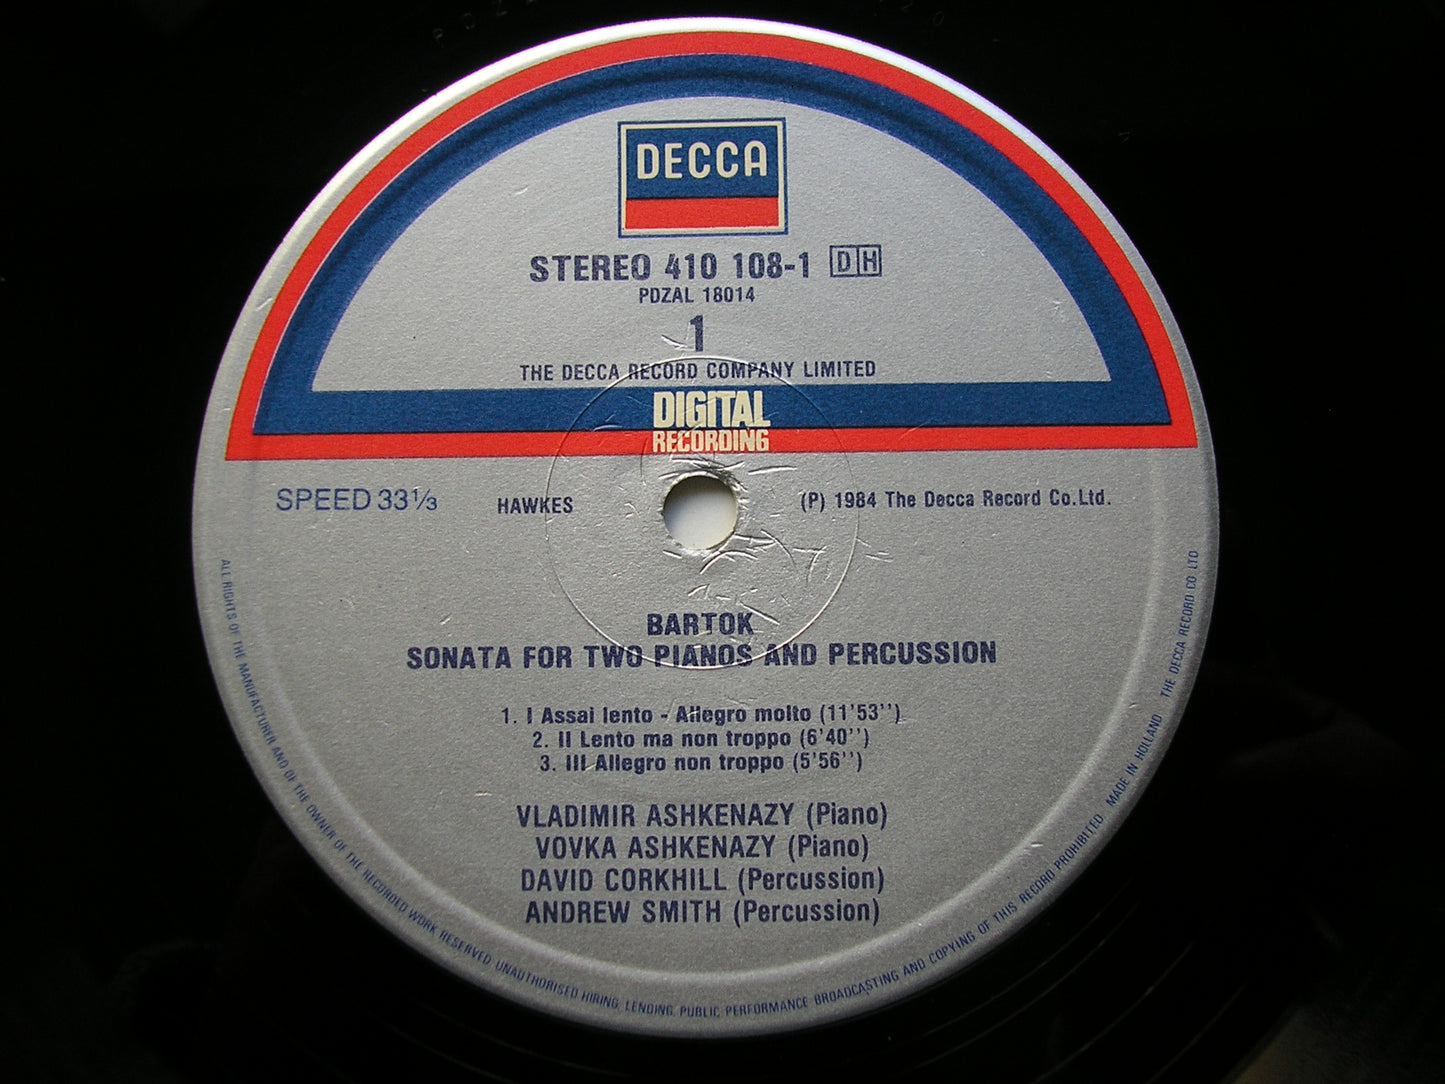 DECCA
STEREO 410 108-1 DH
PDZAL 18014
1
THE DECCA RECORD COMPANY LIMITED
DIGITAL
RECORDING
SPEED 33⅓ HAWKES (P) 1984 The Decca Record Co.Ltd.
BARTOK
SONATA FOR TWO PIANOS AND PERCUSSION
1. I Assai lento - Allegro molto (11'53'')
2. II Lento ma non troppo (6'40'')
3. III Allegro non troppo (5'56'')
VLADIMIR ASHKENAZY (Piano)
VOVKA ASHKENAZY (Piano)
DAVID CORKHILL (Percussion)
ANDREW SMITH (Percussion)
ALL RIGHTS OF THE MANUFACTURER AND OF THE OWNER OF THE RECORDED WORK RESERVED UNAUTHORISED HIRING, LENDING, PUBLIC PERFORMANCE BROADCASTING AND COPYING OF THIS RECORD PROHIBITED MADE IN HOLLAND THE DECCA RECORD CO LTD